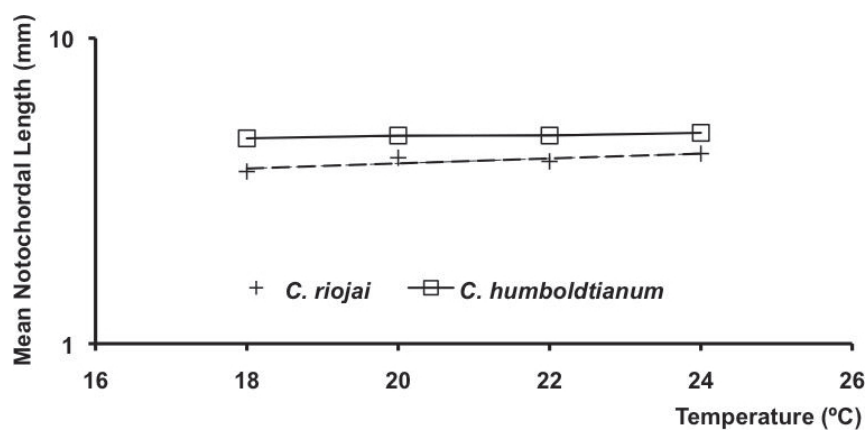 Mean Notochordal Length (mm)
10
1
C. riojai
C. humboldtianum
16 18 20 22 24 26
Temperature (ºC)